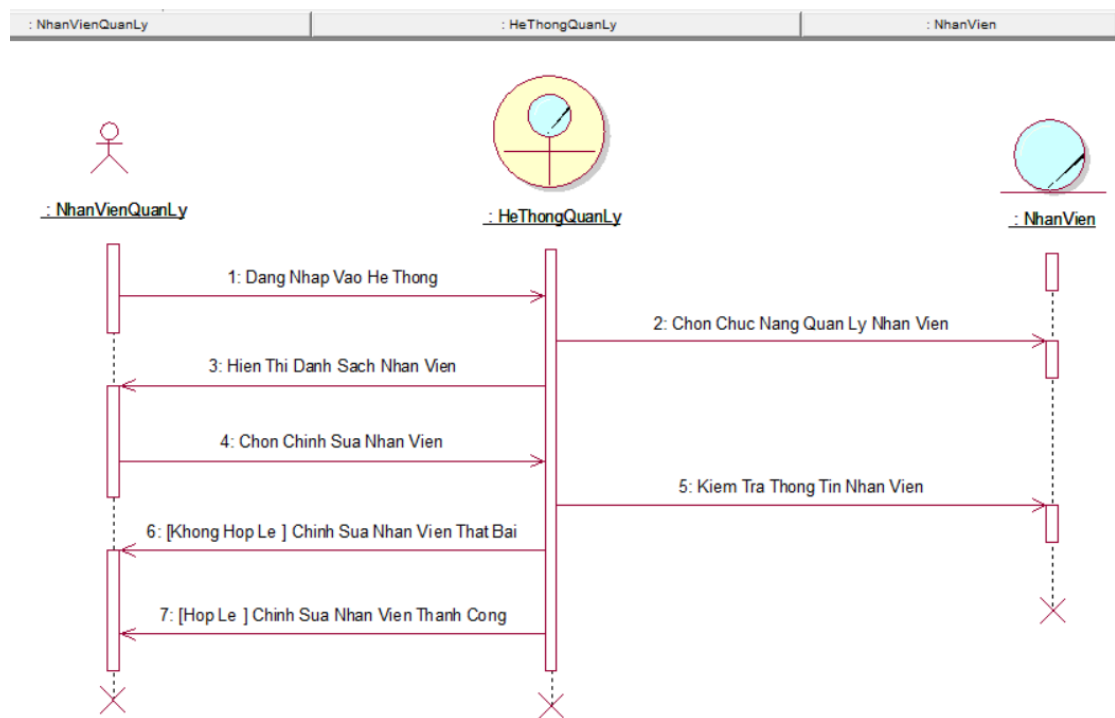 : NhanVienQuanLy
: HeThongQuanLy
: NhanVien
: NhanVienQuanLy
: HeThongQuanLy
: NhanVien
1: Dang Nhap Vao He Thong
2: Chon Chuc Nang Quan Ly Nhan Vien
3: Hien Thi Danh Sach Nhan Vien
4: Chon Chinh Sua Nhan Vien
5: Kiem Tra Thong Tin Nhan Vien
6: [Khong Hop Le ] Chinh Sua Nhan Vien That Bai
7: [Hop Le ] Chinh Sua Nhan Vien Thanh Cong